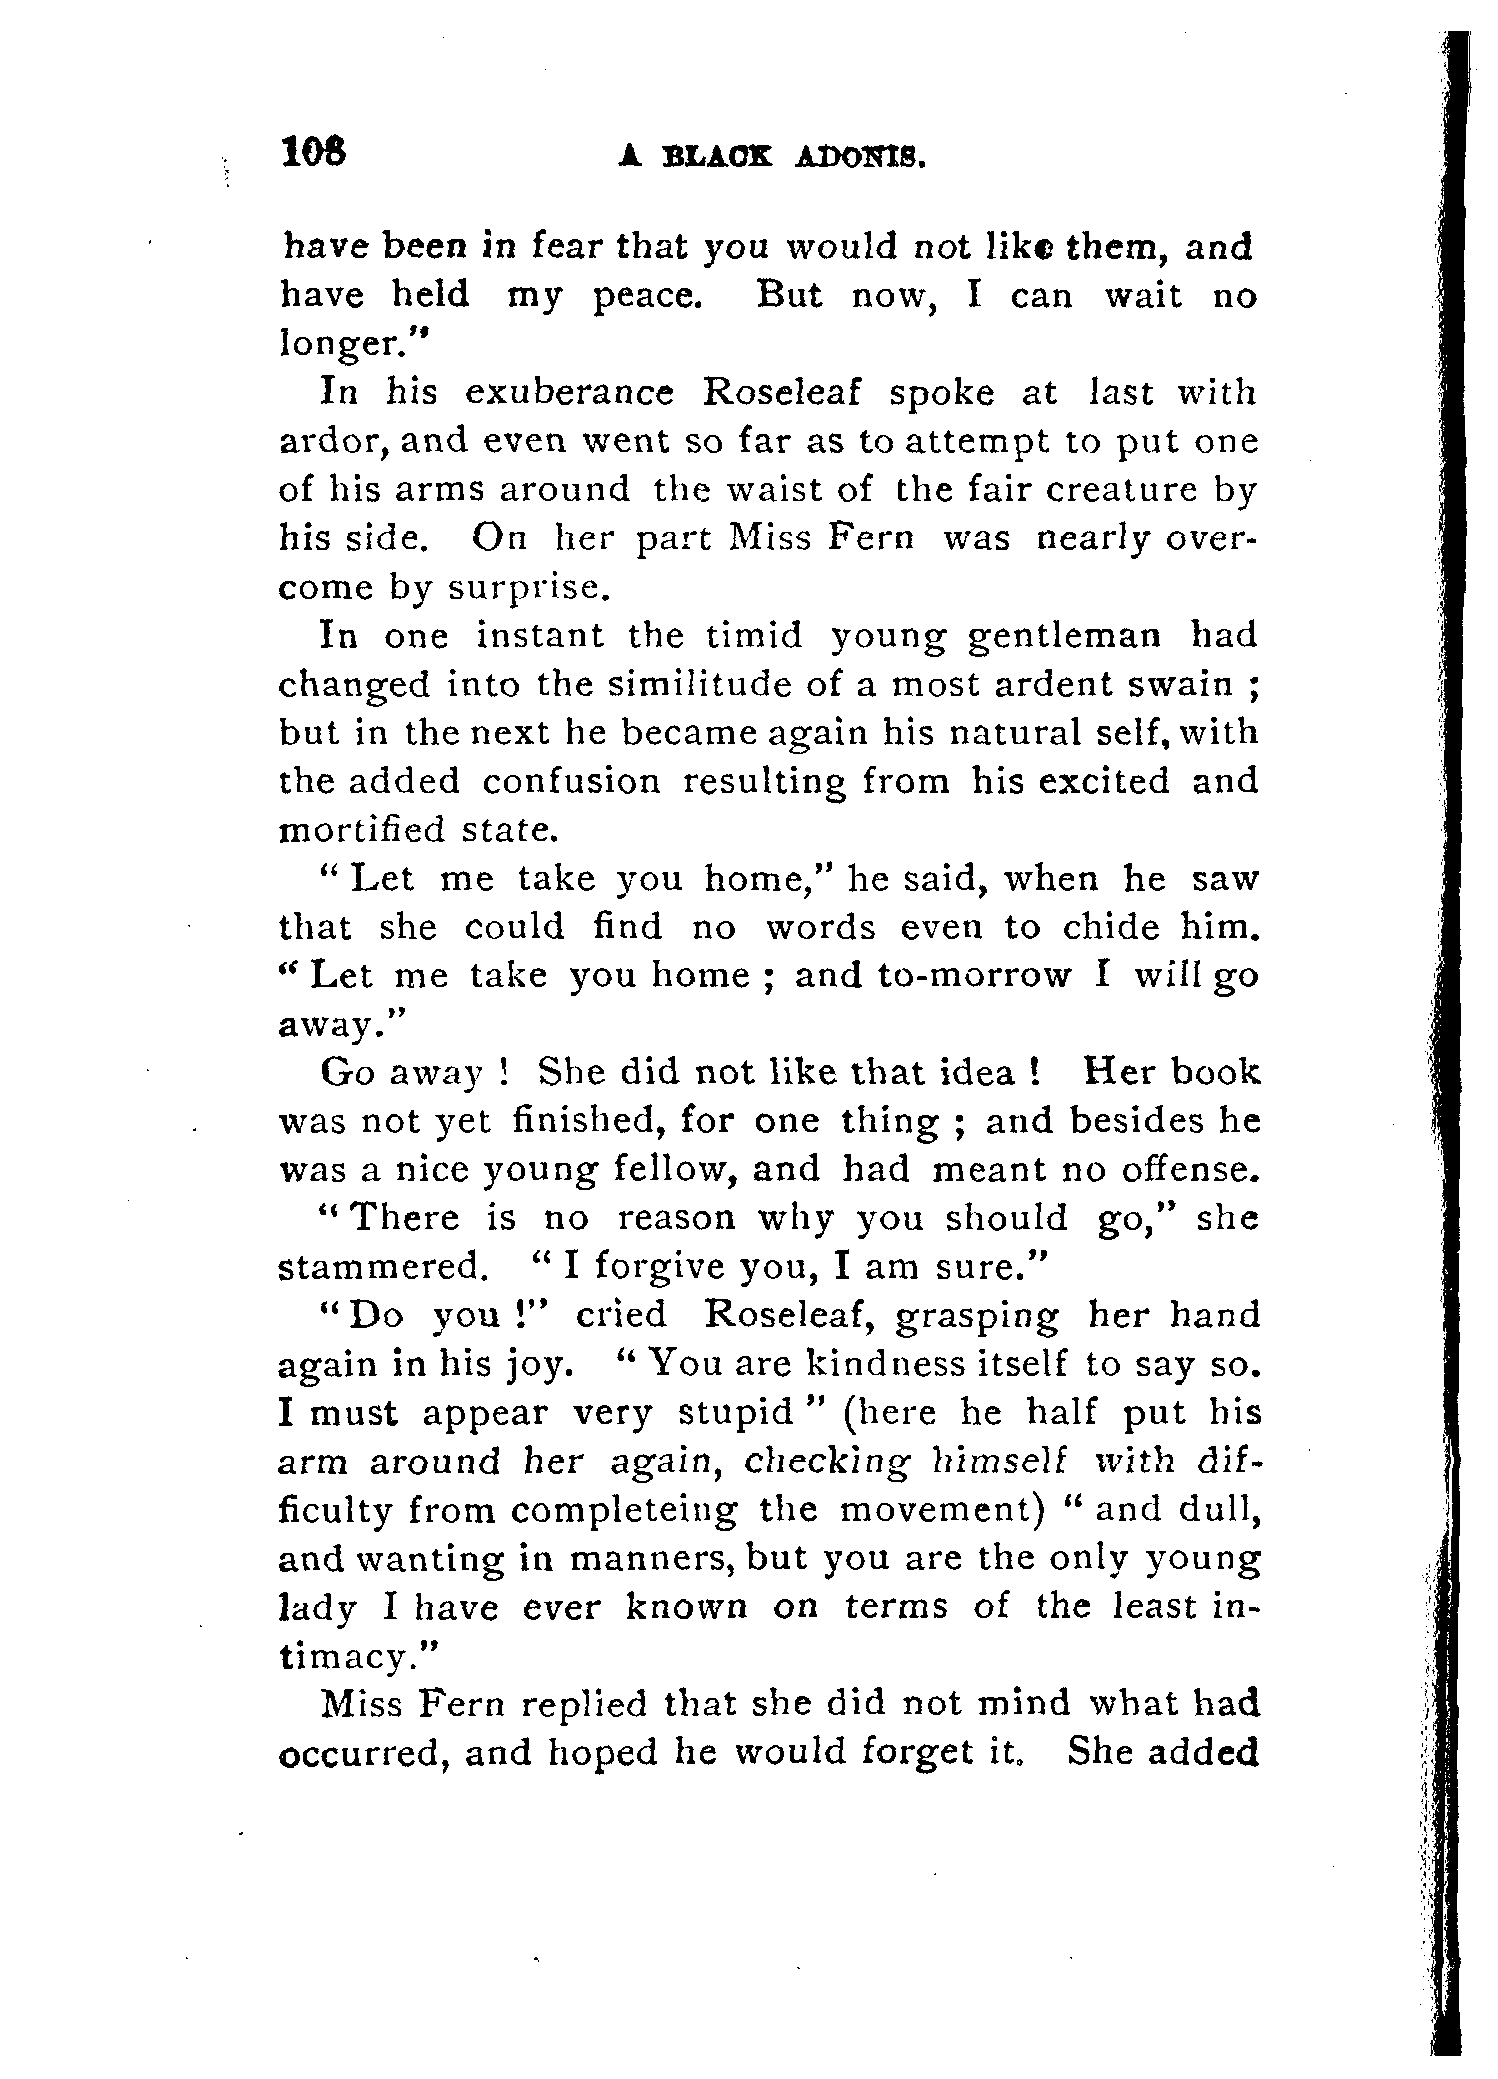 108 A BLACK ADONIS.
have been in fear that you would not like them, and
have held my peace. But now, I can wait no
longer."
In his exuberance Roseleaf spoke at last with
ardor, and even went so far as to attempt to put one
of his arms around the waist of the fair creature by
his side. On her part Miss Fern was nearly over-
come by surprise.
In one instant the timid young gentleman had
changed into the similitude of a most ardent swain ;
but in the next he became again his natural self, with
the added confusion resulting from his excited and
mortified state.
" Let me take you home," he said, when he saw
that she could find no words even to chide him.
" Let me take you home ; and to-morrow I will go
away."
Go away ! She did not like that idea ! Her book
was not yet finished, for one thing ; and besides he
was a nice young fellow, and had meant no offense.
" There is no reason why you should go," she
stammered. " I forgive you, I am sure."
" Do you !" cried Roseleaf, grasping her hand
again in his joy. " You are kindness itself to say so.
I must appear very stupid " (here he half put his
arm around her again, checking himself with dif-
ficulty from completeing the movement) " and dull,
and wanting in manners, but you are the only young
lady I have ever known on terms of the least in-
timacy."
Miss Fern replied that she did not mind what had
occurred, and hoped he would forget it. She added